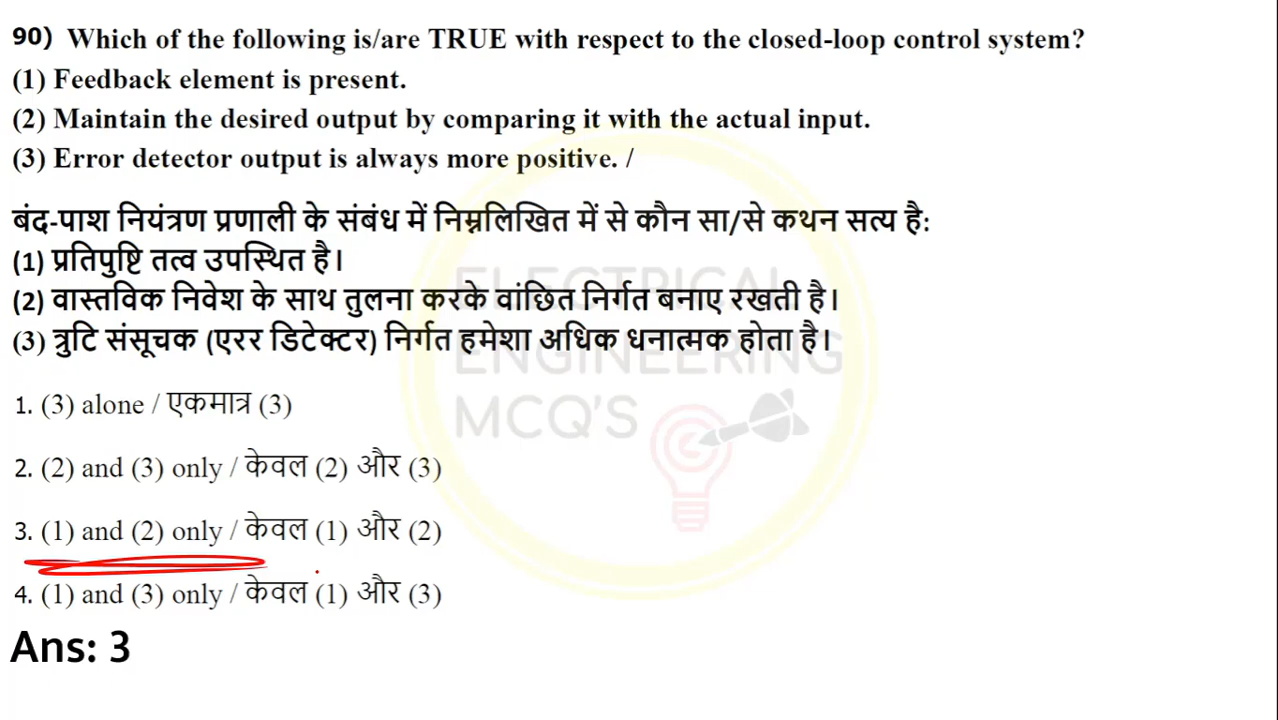 90) Which of the following is/are TRUE with respect to the closed-loop control system?
(1) Feedback element is present.
(2) Maintain the desired output by comparing it with the actual input.
(3) Error detector output is always more positive. /
बंद-पाश नियंत्रण प्रणाली के संबंध में निम्नलिखित में से कौन सा/से कथन सत्य है:
(1) प्रतिपुष्टि तत्व उपस्थित है।
(2) वास्तविक निवेश के साथ तुलना करके वांछित निर्गत बनाए रखती है।
(3) त्रुटि संसूचक (एरर डिटेक्टर) निर्गत हमेशा अधिक धनात्मक होता है।
ELECTRICAL
ENGINEERING
MCQ'S
1. (3) alone / एकमात्र (3)
2. (2) and (3) only / केवल (2) और (3)
3. (1) and (2) only / केवल (1) और (2)
4. (1) and (3) only / केवल (1) और (3)
Ans: 3